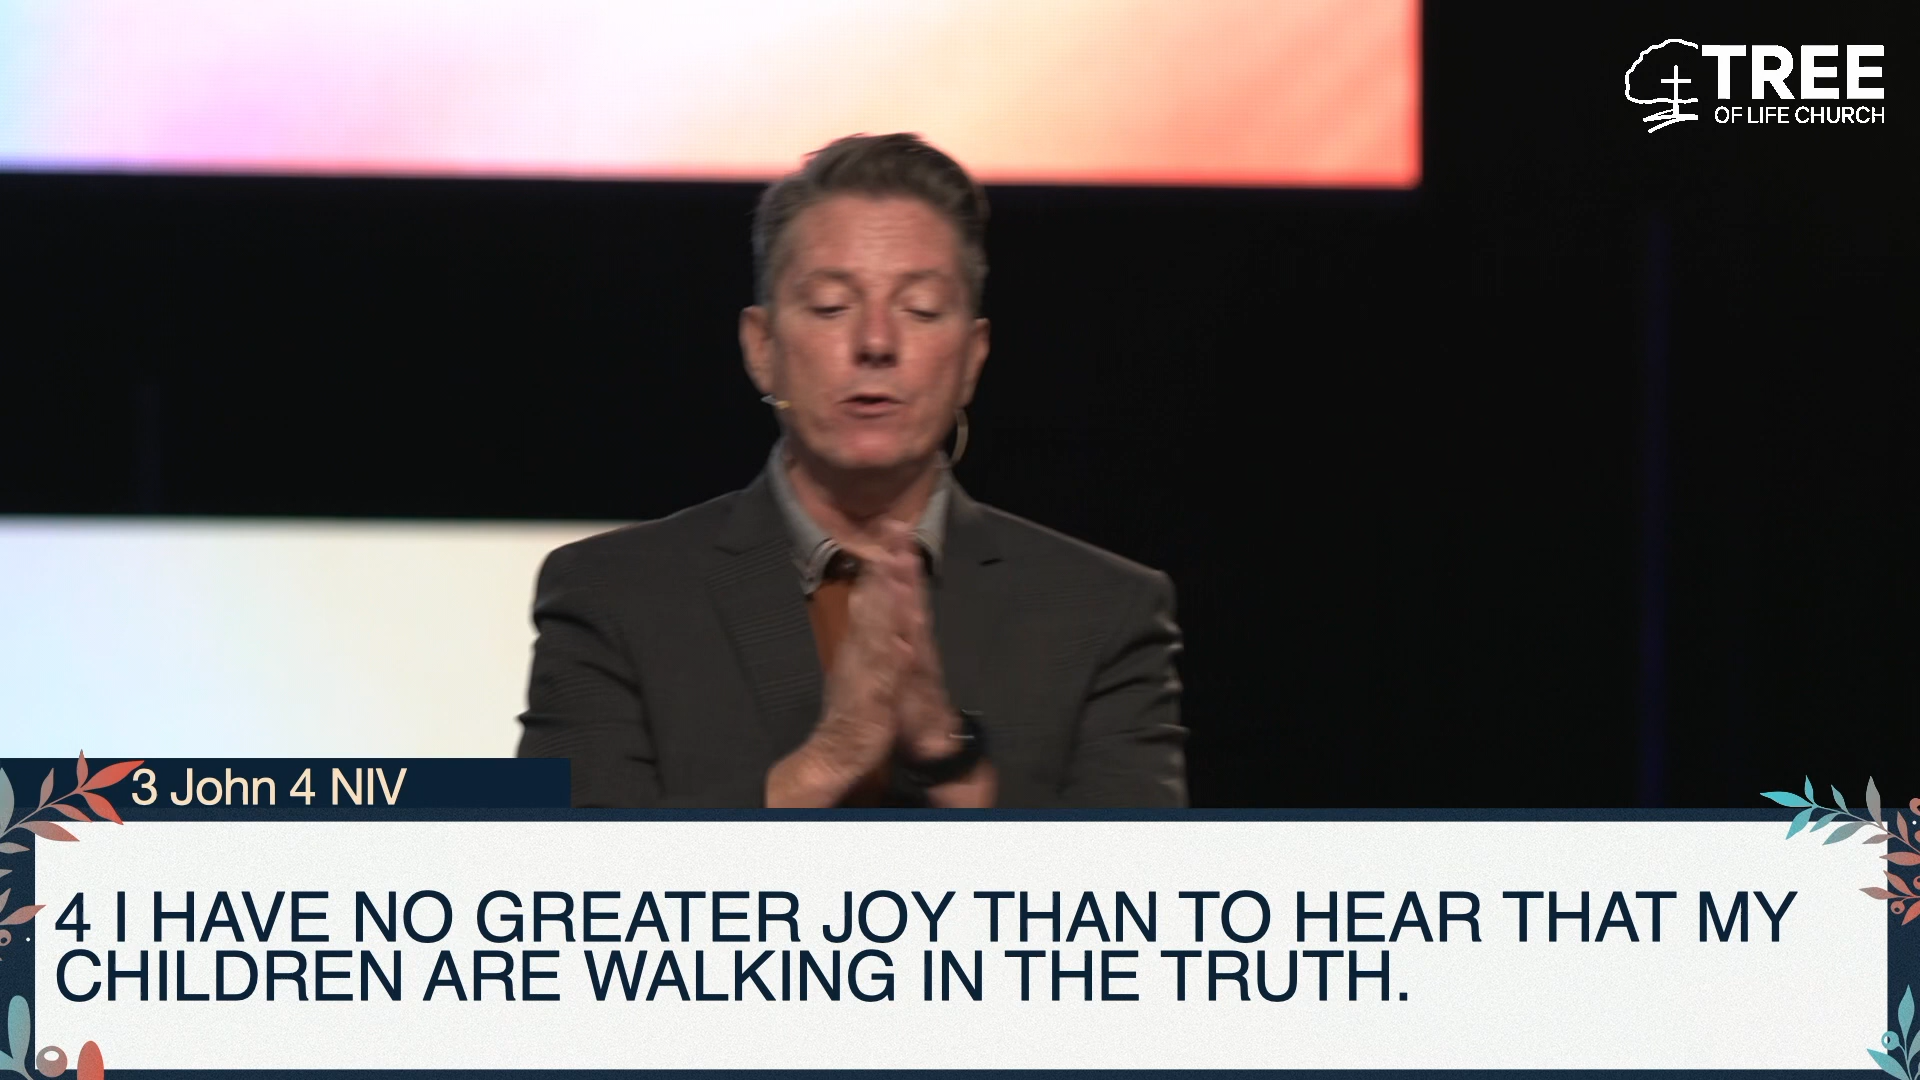 TREE
OF LIFE CHURCH
3 John 4 NIV
4 I HAVE NO GREATER JOY THAN TO HEAR THAT MY
CHILDREN ARE WALKING IN THE TRUTH.